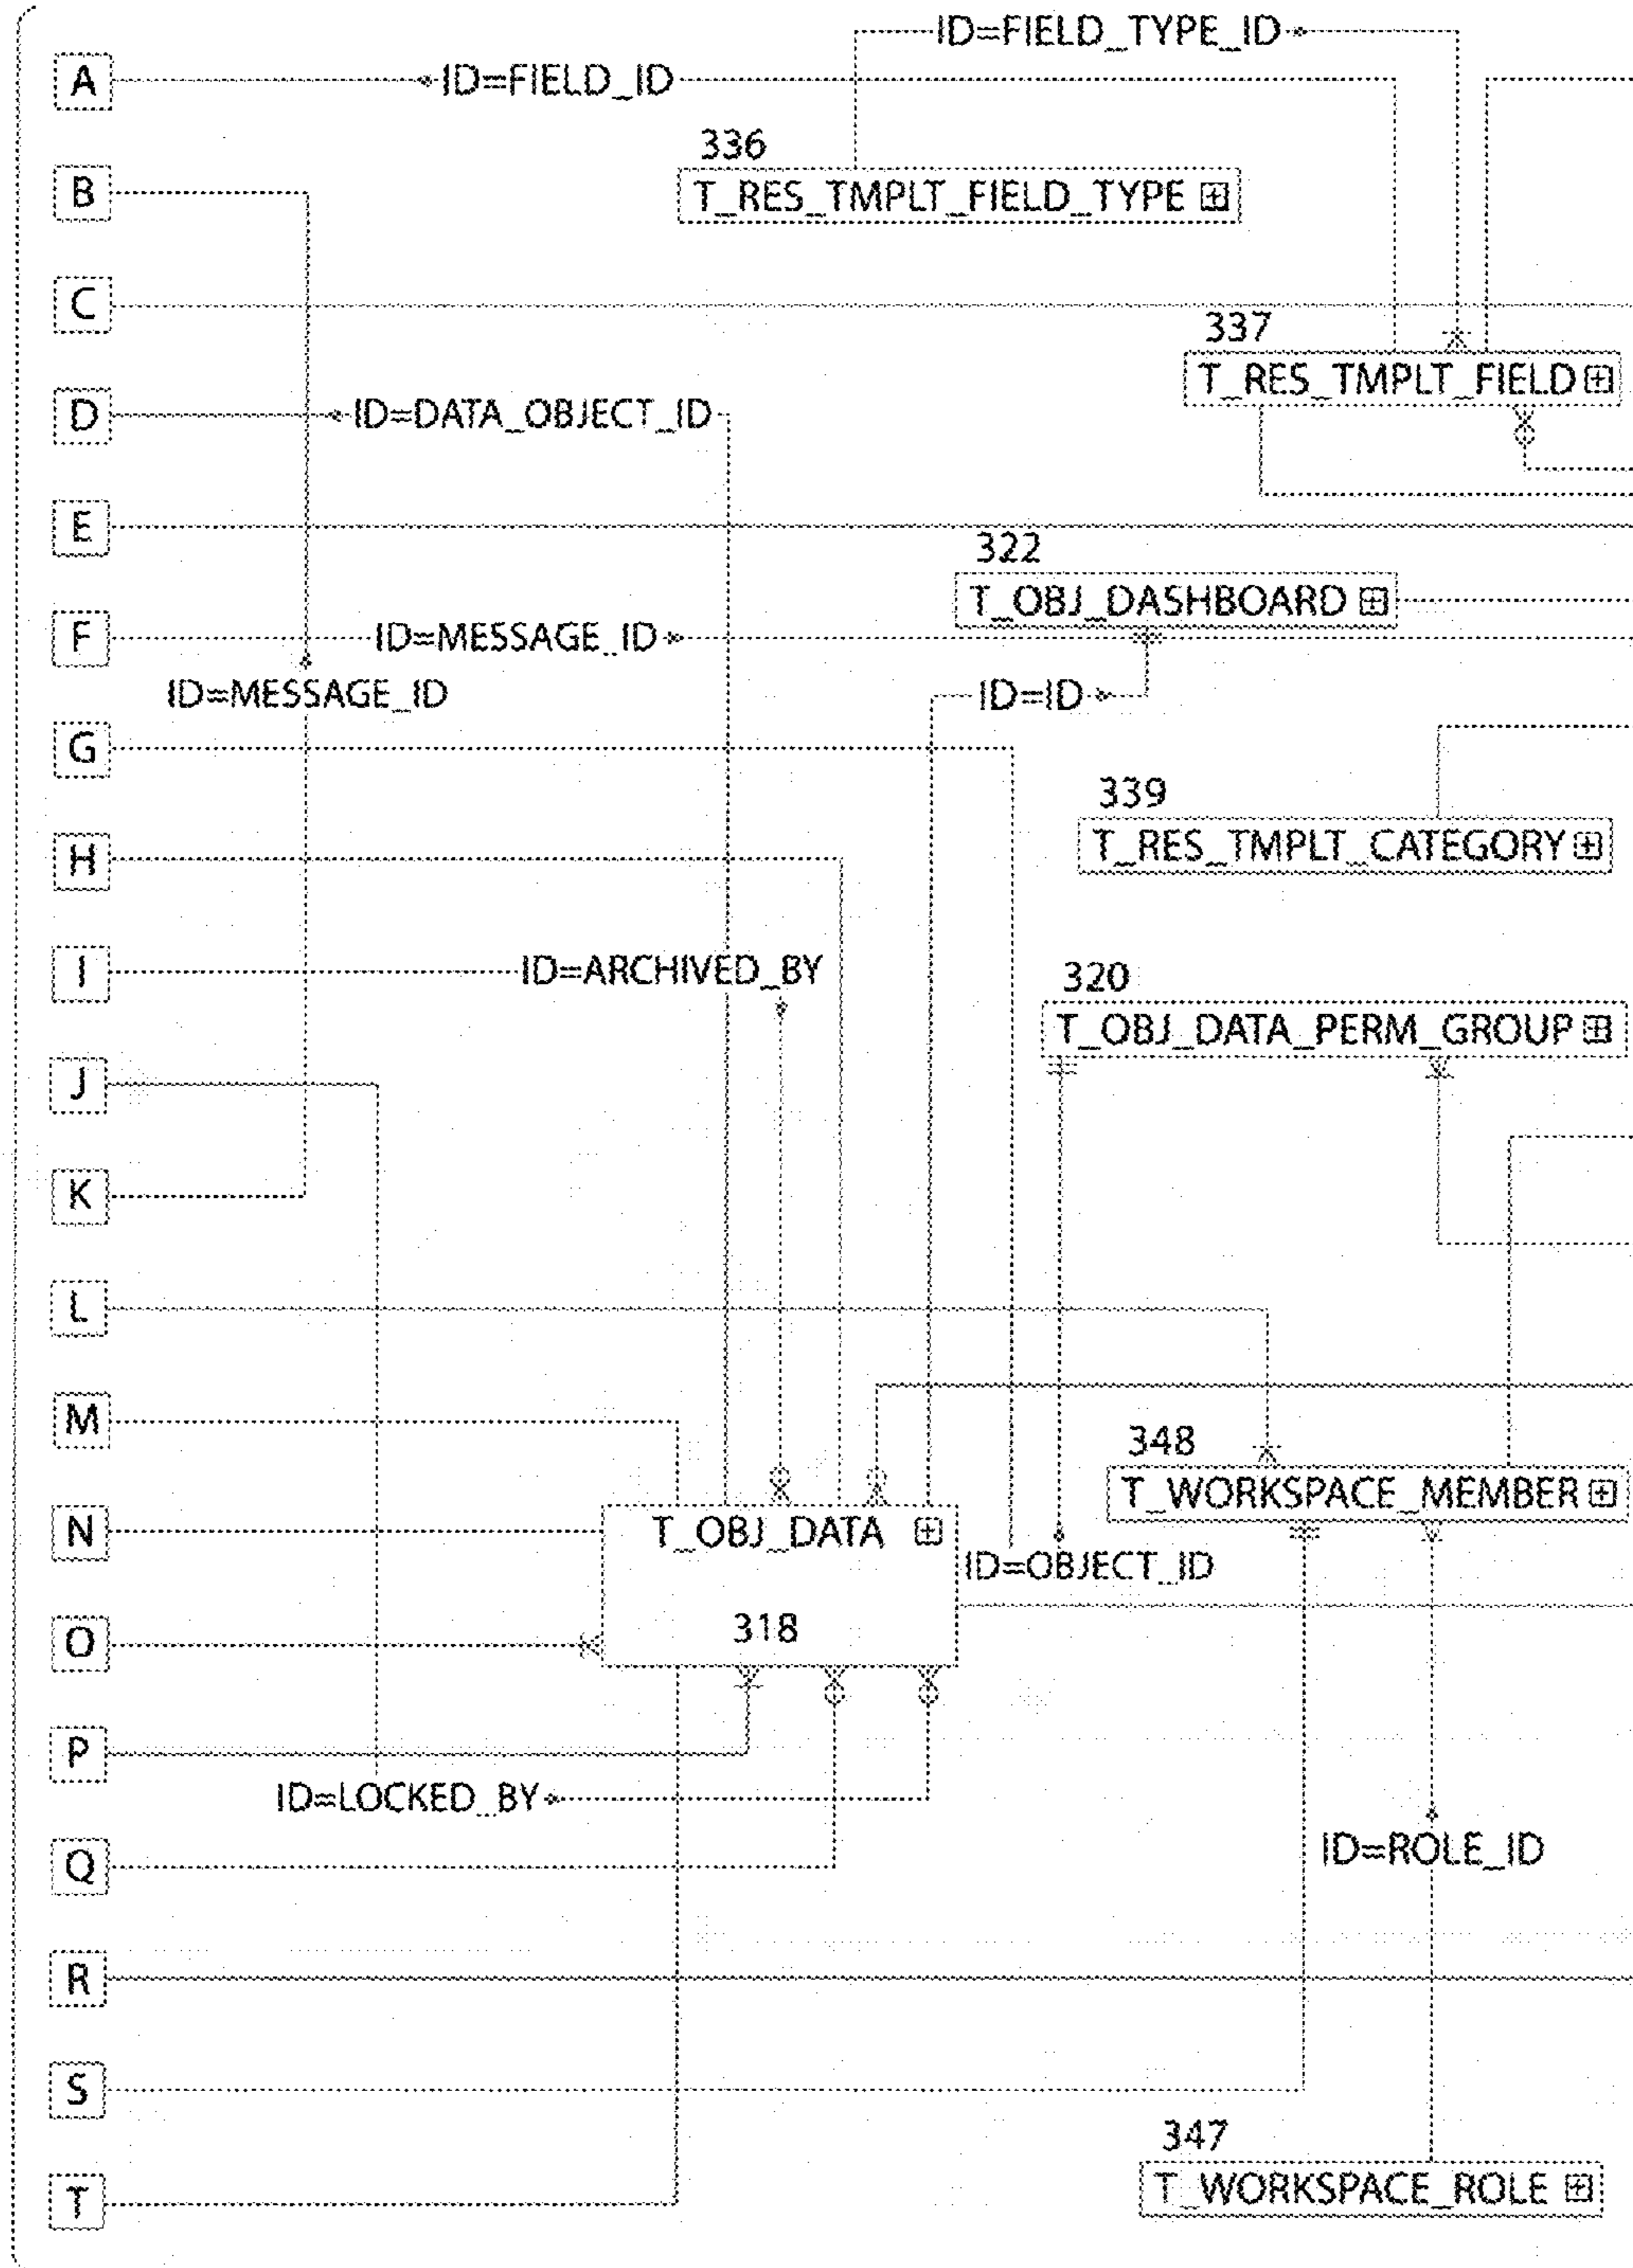 ID=FIELD_TYPE_ID
A
ID=FIELD_ID
336
T_RES_TMPLT_FIELD_TYPE
B
C
337
T_RES_TMPLT_FIELD
D
ID=DATA_OBJECT_ID
E
322
T_OBJ_DASHBOARD
F
ID=MESSAGE_ID
ID=MESSAGE_ID
ID=ID
G
339
T_RES_TMPLT_CATEGORY
H
I
ID=ARCHIVED_BY
320
T_OBJ_DATA_PERM_GROUP
J
K
L
M
348
T_WORKSPACE_MEMBER
N
T_OBJ_DATA
ID=OBJECT_ID
O
318
P
ID=LOCKED_BY
Q
ID=ROLE_ID
R
S
347
T_WORKSPACE_ROLE
T